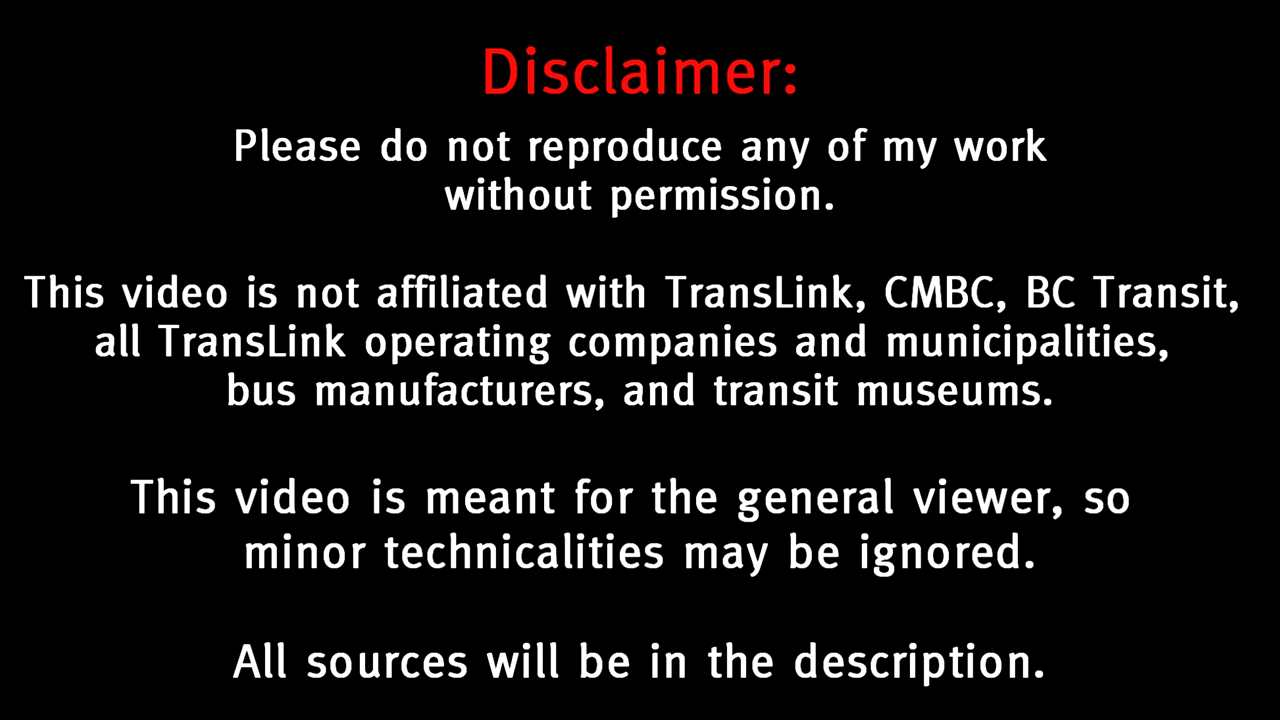 Disclaimer:
Please do not reproduce any of my work
without permission.
This video is not affiliated with TransLink, CMBC, BC Transit,
all TransLink operating companies and municipalities,
bus manufacturers, and transit museums.
This video is meant for the general viewer, so
minor technicalities may be ignored.
All sources will be in the description.